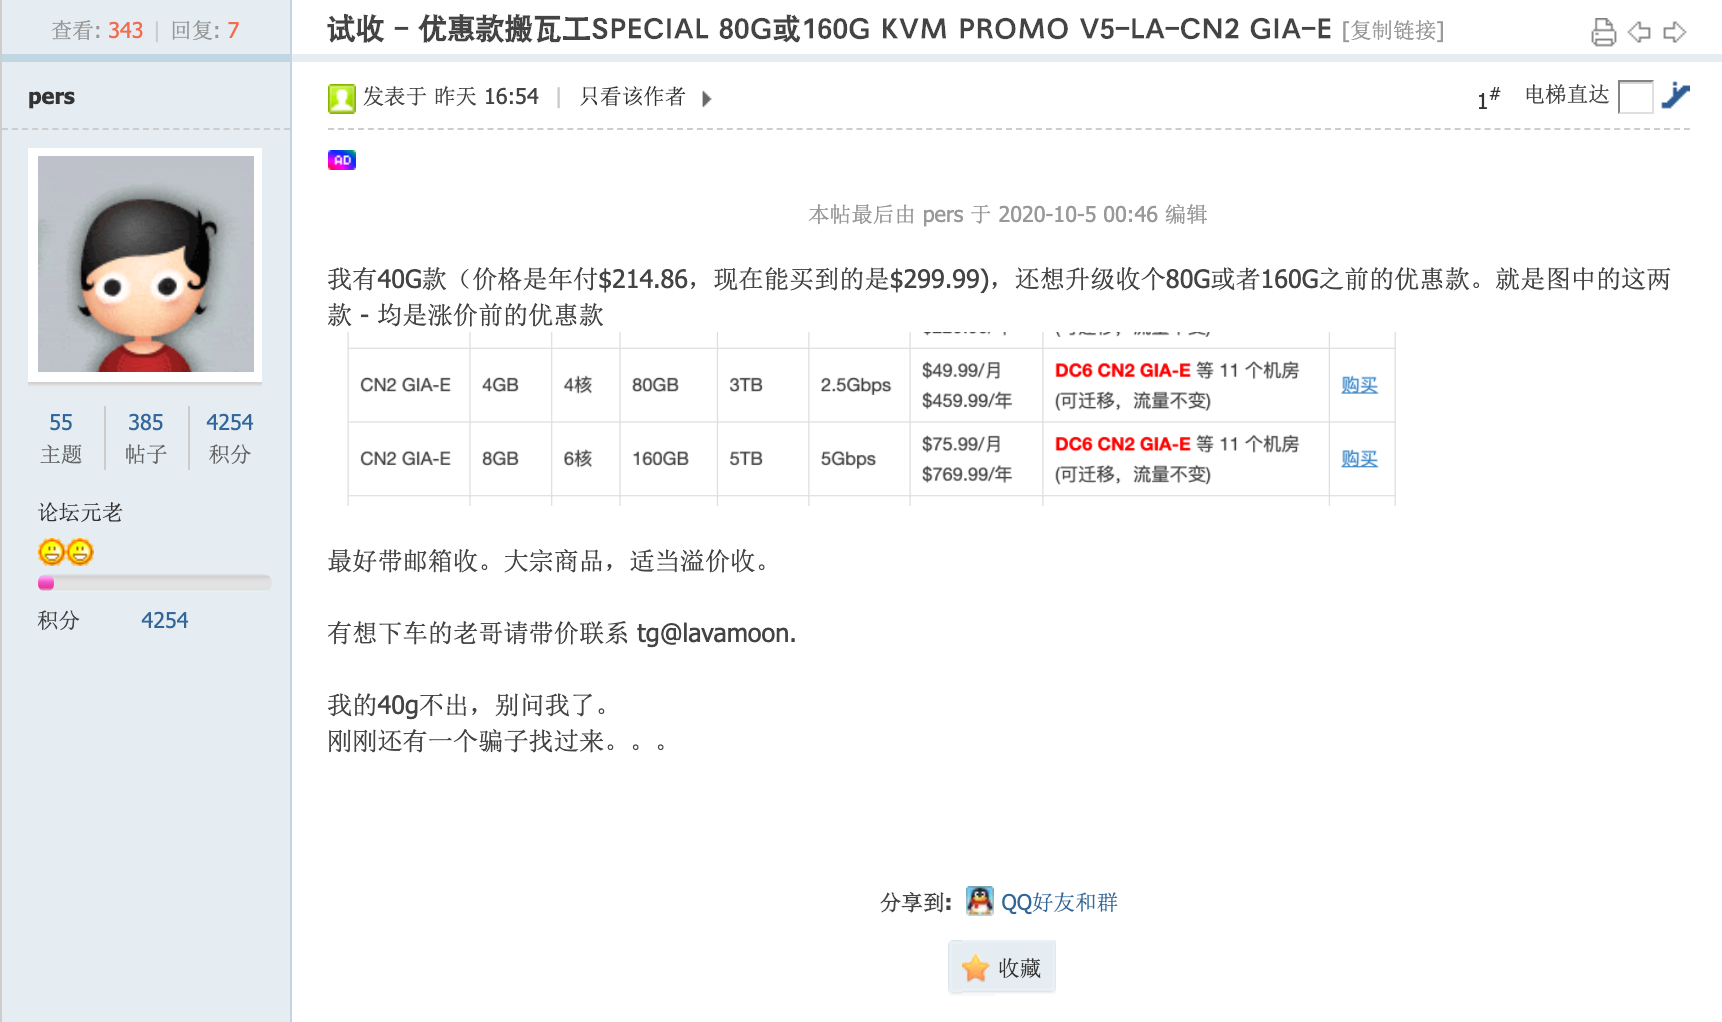 查看: 343 | 回复: 7
试收 - 优惠款搬瓦工SPECIAL 80G或160G KVM PROMO V5-LA-CN2 GIA-E [复制链接]
pers
发表于 昨天 16:54 | 只看该作者
1# 电梯直达
AD
本帖最后由 pers 于 2020-10-5 00:46 编辑
我有40G款（价格是年付$214.86，现在能买到的是$299.99)，还想升级收个80G或者160G之前的优惠款。就是图中的这两
款 - 均是涨价前的优惠款
CN2 GIA-E 4GB 4核 80GB 3TB 2.5Gbps $49.99/月 DC6 CN2 GIA-E 等 11 个机房 购买
$459.99/年 (可迁移，流量不变)
CN2 GIA-E 8GB 6核 160GB 5TB 5Gbps $75.99/月 DC6 CN2 GIA-E 等 11 个机房 购买
$769.99/年 (可迁移，流量不变)
55 385 4254
主题 帖子 积分
论坛元老
积分 4254
最好带邮箱收。大宗商品，适当溢价收。
有想下车的老哥请带价联系 tg@lavamoon.
我的40g不出，别问我了。
刚刚还有一个骗子找过来。。。
分享到: QQ好友和群
收藏